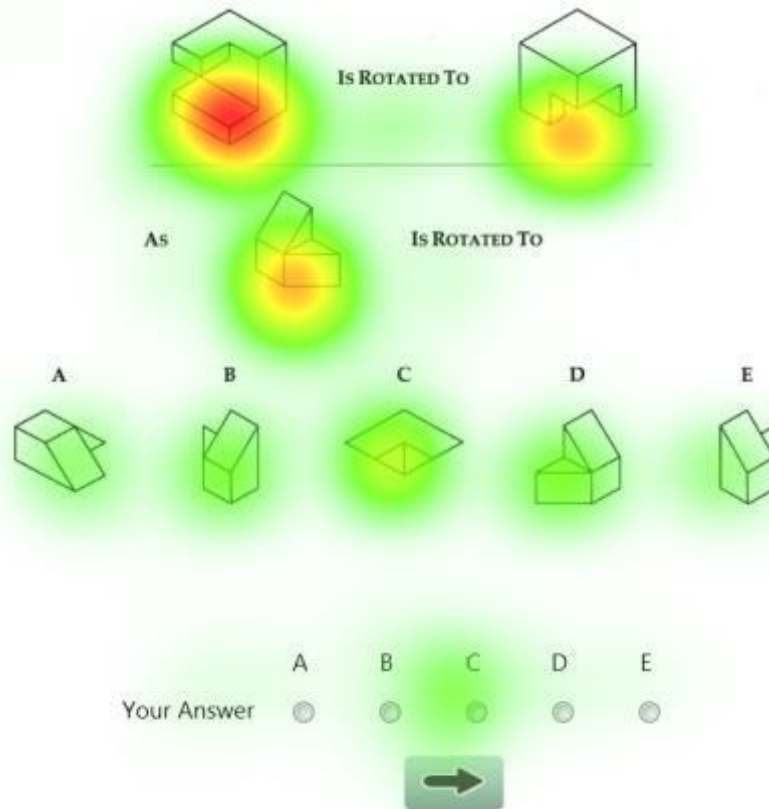 IS ROTATED TO
AS IS ROTATED TO
A B C D E
A B C D E
Your Answer